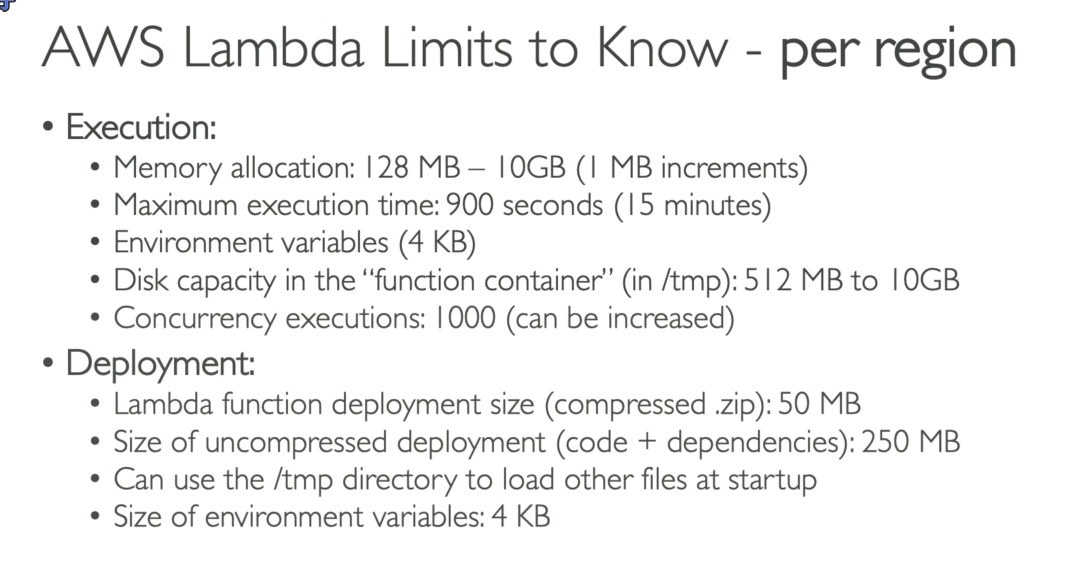 AWS Lambda Limits to Know - per region
• Execution:
• Memory allocation: 128 MB – 10GB (1 MB increments)
• Maximum execution time: 900 seconds (15 minutes)
• Environment variables (4 KB)
• Disk capacity in the “function container” (in /tmp): 512 MB to 10GB
• Concurrency executions: 1000 (can be increased)
• Deployment:
• Lambda function deployment size (compressed .zip): 50 MB
• Size of uncompressed deployment (code + dependencies): 250 MB
• Can use the /tmp directory to load other files at startup
• Size of environment variables: 4 KB